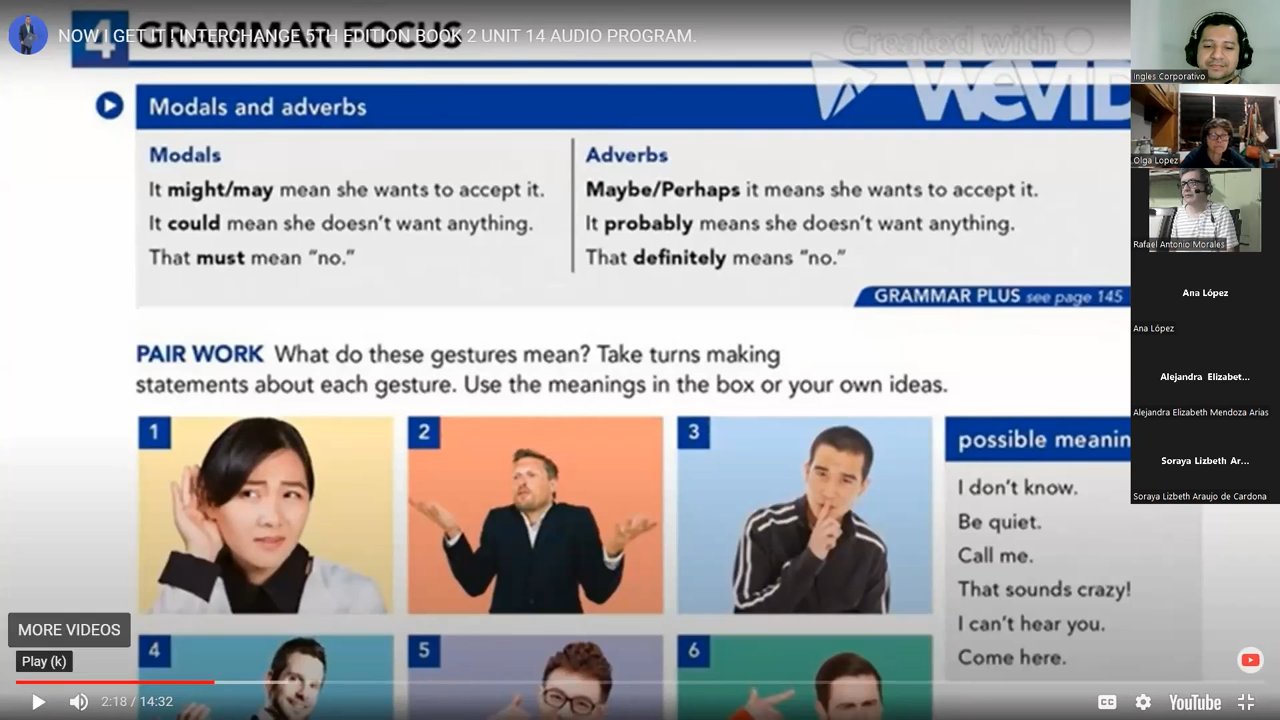 NOW I GET IT ! INTERCHANGE 5TH EDITION BOOK 2 UNIT 14 AUDIO PROGRAM.
4 GRAMMAR FOCUS
Created with
WeVID
Modals and adverbs
Modals
It might/may mean she wants to accept it.
It could mean she doesn't want anything.
That must mean “no.”
Adverbs
Maybe/Perhaps it means she wants to accept it.
It probably means she doesn't want anything.
That definitely means “no.”
GRAMMAR PLUS see page 145
PAIR WORK What do these gestures mean? Take turns making
statements about each gesture. Use the meanings in the box or your own ideas.
1
2
3
4
5
6
possible meanin
I don't know.
Be quiet.
Call me.
That sounds crazy!
I can't hear you.
Come here.
MORE VIDEOS
Play (k)
2:18 / 14:32
CC
YouTube
Ingles Corporativo
Olga Lopez
Rafael Antonio Morales
Ana López
Ana López
Alejandra Elizabet...
Alejandra Elizabeth Mendoza Arias
Soraya Lizbeth Ar...
Soraya Lizbeth Araujo de Cardona